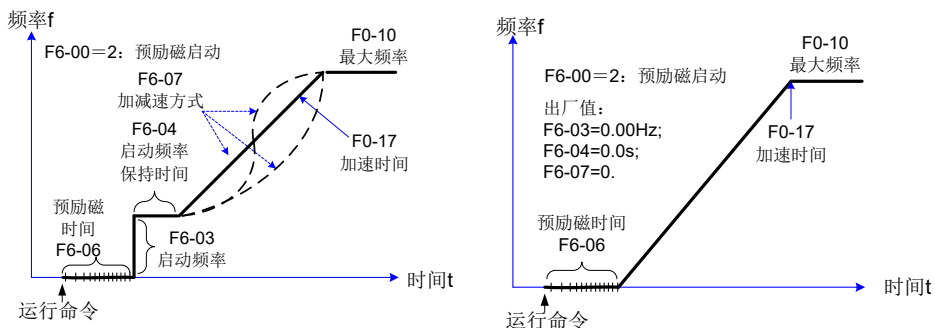 频率f
F6-00＝2：预励磁启动
F0-10
最大频率
F6-07
加减速方式
F6-04
启动频率
保持时间
F0-17
加速时间
预励磁
时间
F6-06
F6-03
启动频率
时间t
运行命令
频率f
F0-10
最大频率
F6-00＝2：预励磁启动
出厂值：
F6-03=0.00Hz;
F6-04=0.0s;
F6-07=0.
F0-17
加速时间
预励磁时间
F6-06
时间t
运行命令